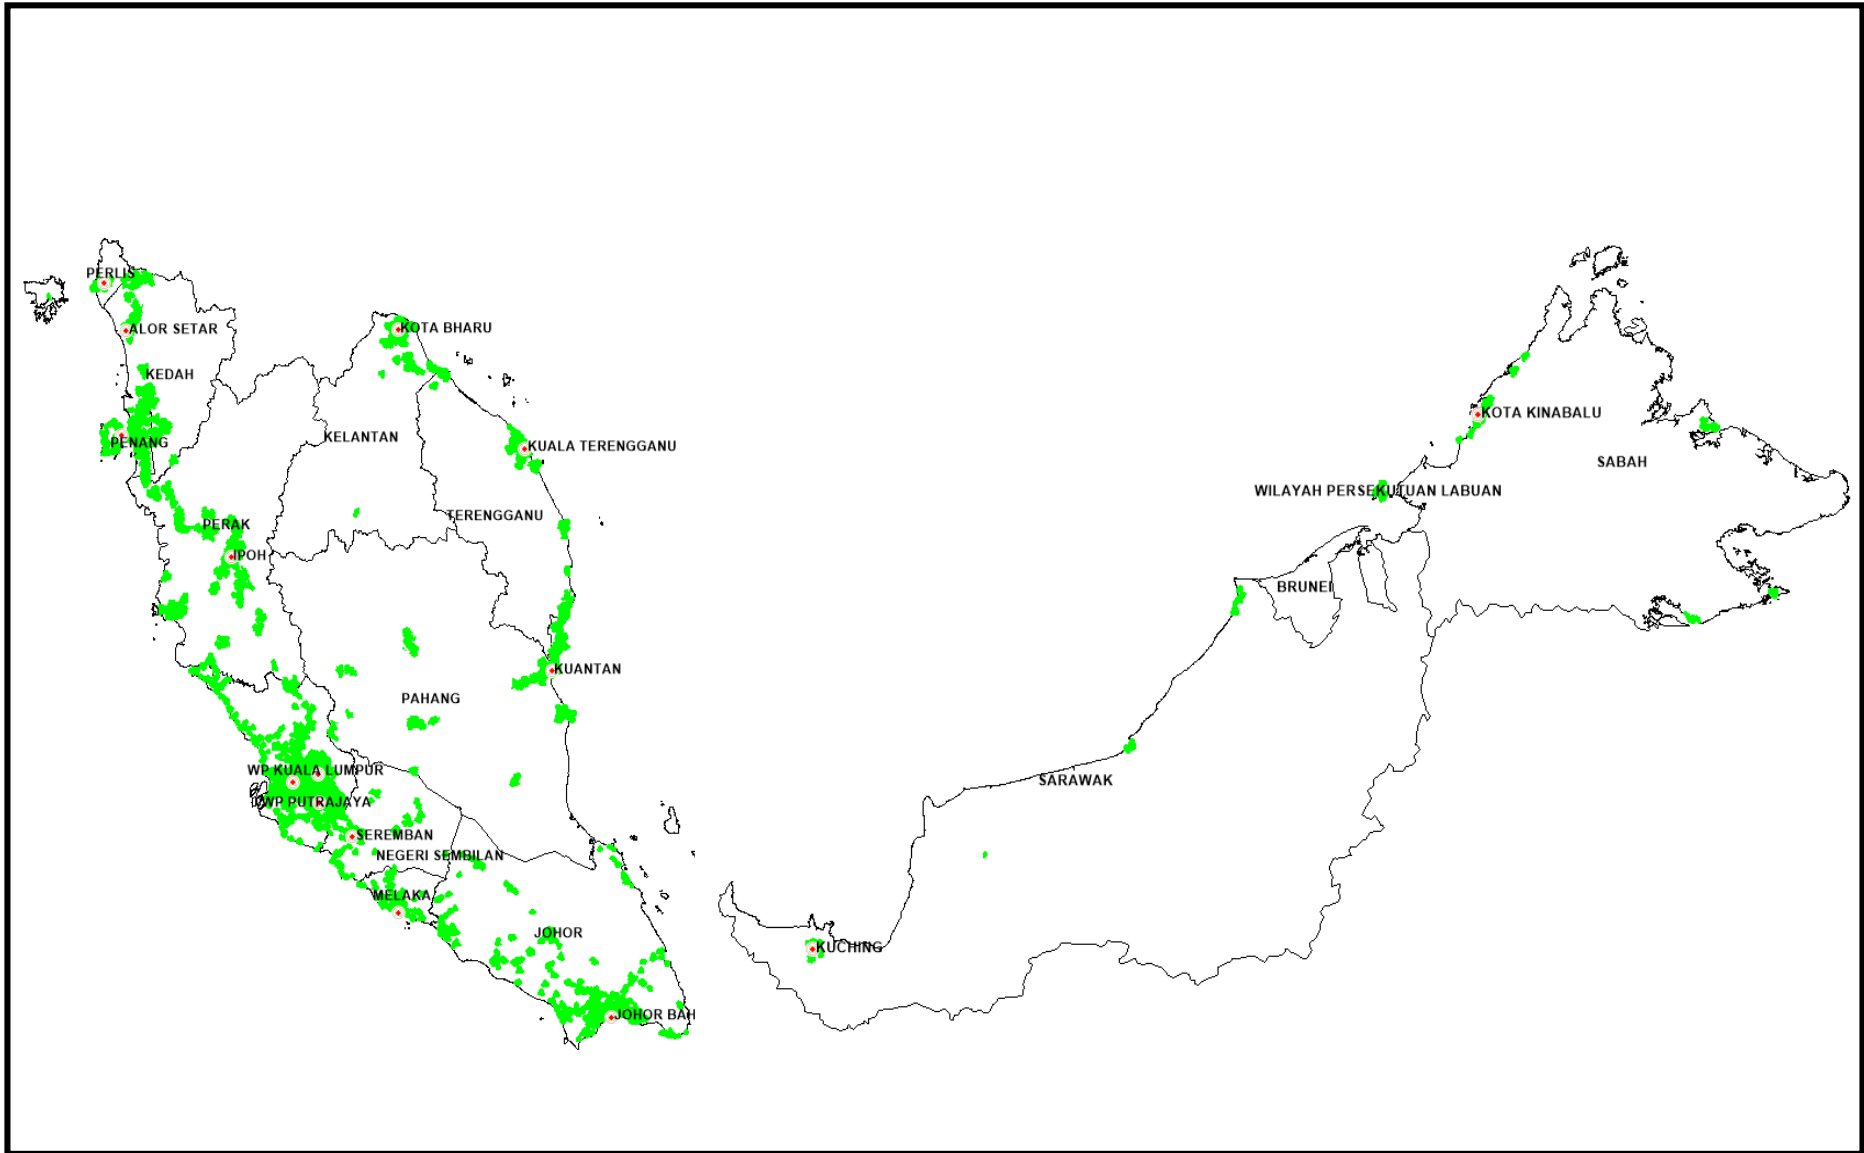 PERLIS
ALOR SETAR
KOTA BHARU
KEDAH
KOTA KINABALU
KELANTAN
PENANG
KUALA TERENGGANU
SABAH
WILAYAH PERSEKUTUAN LABUAN
TERENGGANU
PERAK
IPOH
BRUNEI
KUANTAN
PAHANG
WP KUALA LUMPUR
SARAWAK
WP PUTRAJAYA
SEREMBAN
NEGERI SEMBILAN
MELAKA
JOHOR
KUCHING
JOHOR BAH